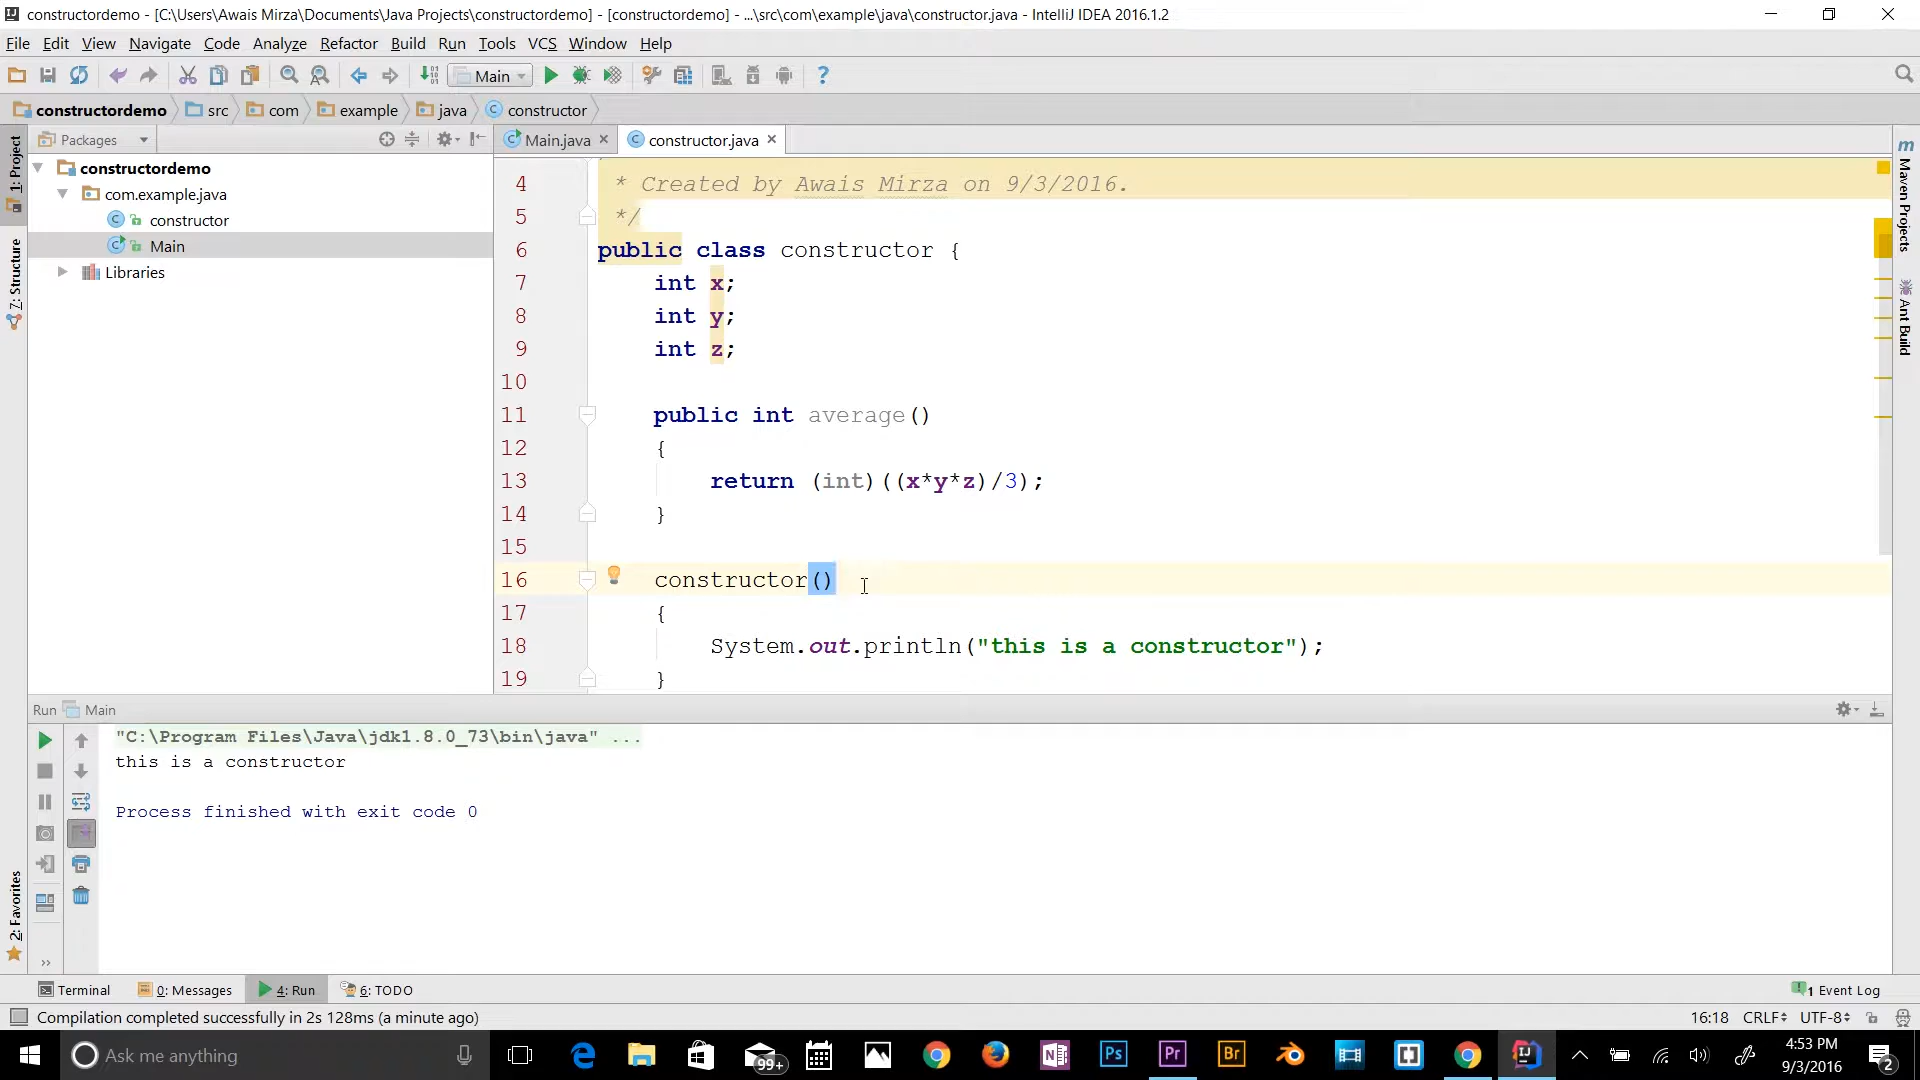 constructordemo - [C:\Users\Awais Mirza\Documents\Java Projects\constructordemo] - [constructordemo] - ...\src\com\example\java\constructor.java - IntelliJ IDEA 2016.1.2
File Edit View Navigate Code Analyze Refactor Build Run Tools VCS Window Help
Main
constructordemo src com example java constructor
1: Project
7: Structure
2: Favorites
Packages
constructordemo
com.example.java
constructor
Main
Libraries
Main.java constructor.java
4 * Created by Awais Mirza on 9/3/2016.
5 */
6 public class constructor {
7 int x;
8 int y;
9 int z;
10
11 public int average()
12 {
13 return (int)((x*y*z)/3);
14 }
15
16 constructor()
17 {
18 System.out.println("this is a constructor");
19 }
Maven Projects
Ant Build
Run Main
"C:\Program Files\Java\jdk1.8.0_73\bin\java" ...
this is a constructor
Process finished with exit code 0
Terminal 0: Messages 4: Run 6: TODO 1 Event Log
Compilation completed successfully in 2s 128ms (a minute ago) 16:18 CRLF UTF-8
Ask me anything 99+ Ps Pr Br 4:53 PM
9/3/2016 2